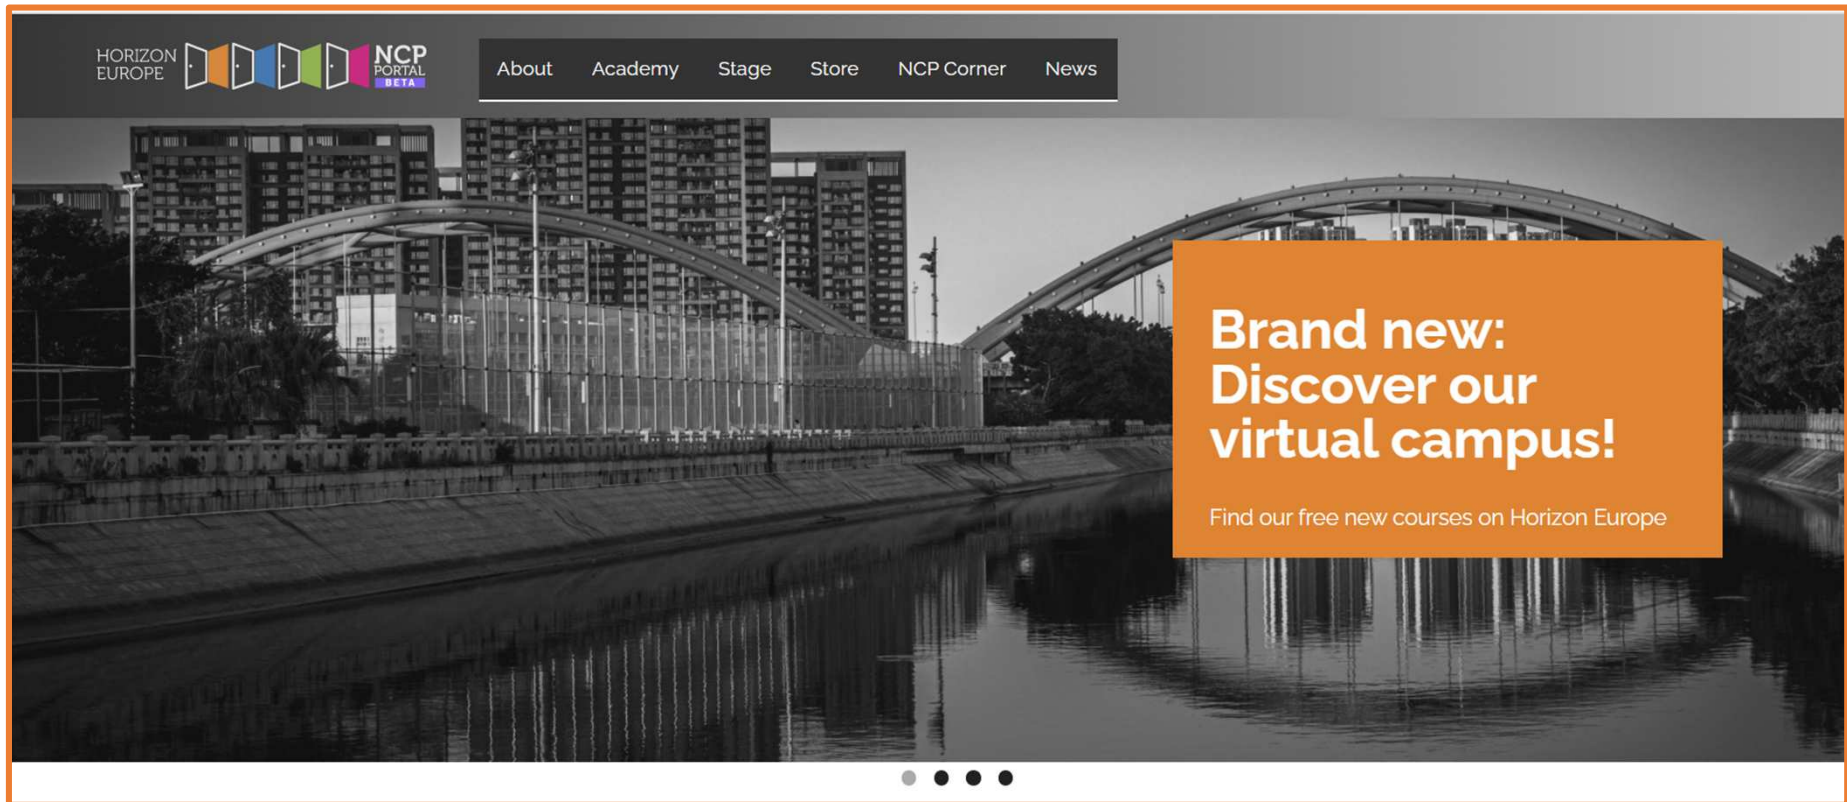 HORIZON
EUROPE
NCP
PORTAL
BETA
About Academy Stage Store NCP Corner News
Brand new:
Discover our
virtual campus!
Find our free new courses on Horizon Europe